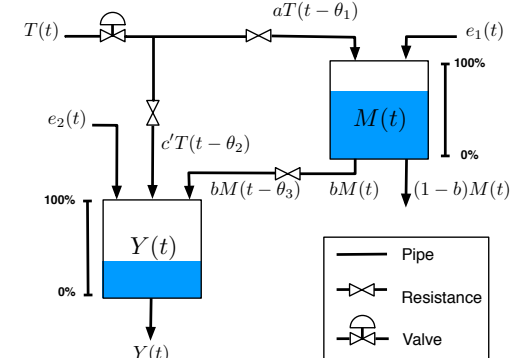 aT(t − θ₁)
T(t)
e₁(t)
100%
M(t)
e₂(t)
c′T(t − θ₂)
0%
bM(t − θ₃)
bM(t)
(1 − b)M(t)
100%
Y(t)
0%
Pipe
Resistance
Valve
Y(t)